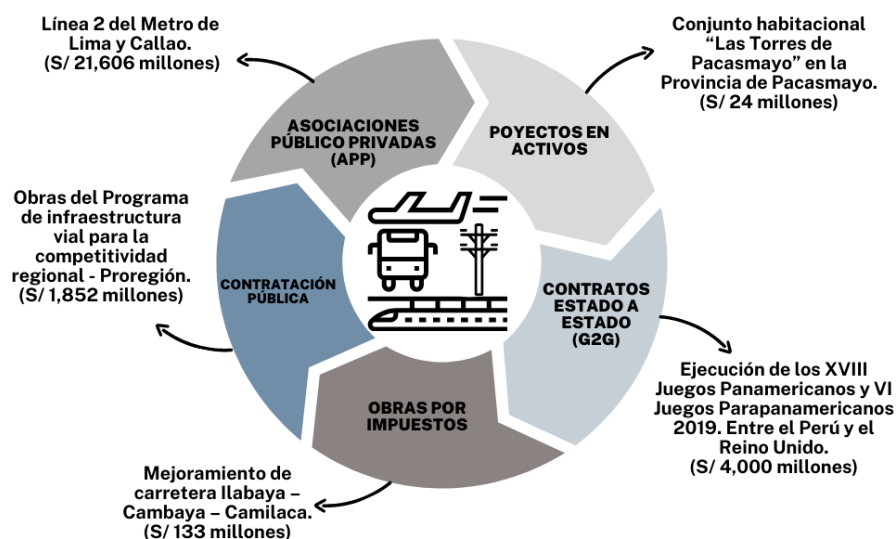 Línea 2 del Metro de
Lima y Callao.
(S/ 21,606 millones)
Conjunto habitacional
“Las Torres de
Pacasmayo” en la
Provincia de Pacasmayo.
(S/ 24 millones)
ASOCIACIONES
PÚBLICO PRIVADAS
(APP)
POYECTOS EN
ACTIVOS
Obras del Programa
de infraestructura
vial para la
competitividad
regional - Proregión.
(S/ 1,852 millones)
CONTRATACIÓN
PÚBLICA
CONTRATOS
ESTADO A
ESTADO
(G2G)
OBRAS POR
IMPUESTOS
Ejecución de los XVIII
Juegos Panamericanos y VI
Juegos Parapanamericanos
2019. Entre el Perú y el
Reino Unido.
(S/ 4,000 millones)
Mejoramiento de
carretera Ilabaya –
Cambaya – Camilaca.
(S/ 133 millones)